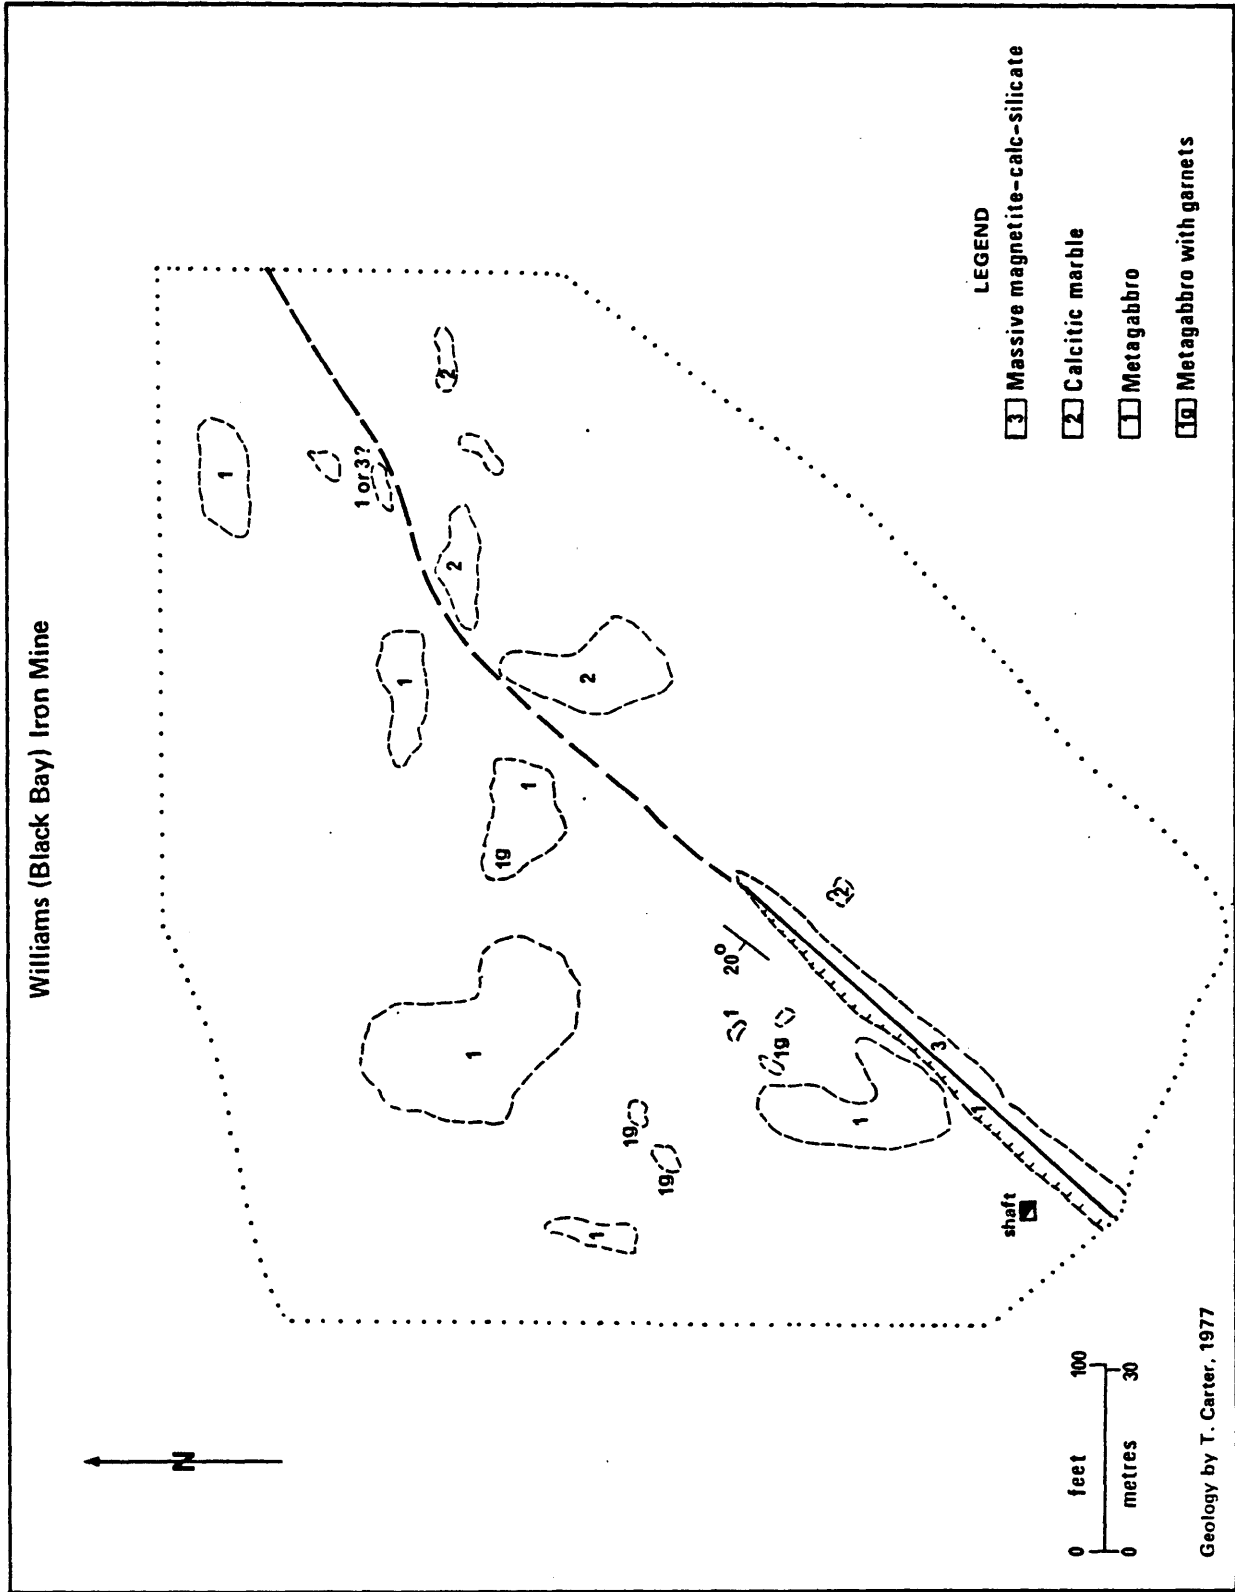 Williams (Black Bay) Iron Mine
N
1
1
1 or 3?
2
2
1
2
1g
1
1
20°
2
1
1g
1g
1g
1
1
3
shaft
LEGEND
3 Massive magnetite-calc-silicate
2 Calcitic marble
1 Metagabbro
1g Metagabbro with garnets
0 feet 100
0 metres 30
Geology by T. Carter, 1977